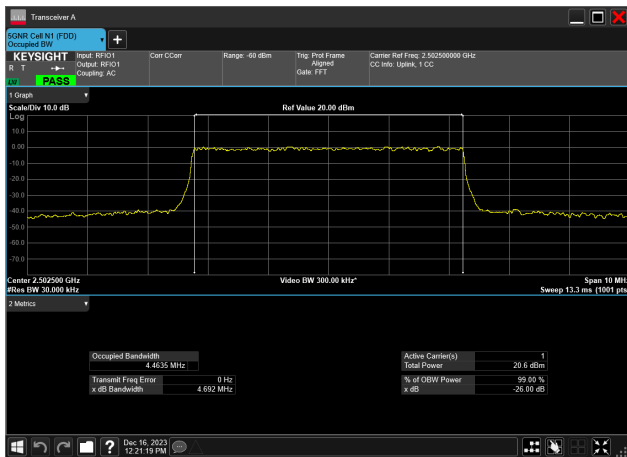 Transceiver A
5GNR Cell N1 (FDD)
Occupied BW
KEYSIGHT
R T
LNI
PASS
Input: RFIO1
Output: RFIO1
Coupling: AC
Corr CCorr
Range: -60 dBm
Trig: Prot Frame
Aligned
Gate: FFT
Carrier Ref Freq: 2.502500000 GHz
CC Info: Uplink, 1 CC
1 Graph
Scale/Div 10.0 dB
Ref Value 20.00 dBm
Log
10.0
0.00
-10.0
-20.0
-30.0
-40.0
-50.0
-60.0
-70.0
Center 2.502500 GHz
Video BW 300.00 kHz*
Span 10 MHz
#Res BW 30.000 kHz
Sweep 13.3 ms (1001 pts
2 Metrics
Occupied Bandwidth
4.4635 MHz
Transmit Freq Error 0 Hz
x dB Bandwidth 4.692 MHz
Active Carrier(s) 1
Total Power 20.6 dBm
% of OBW Power 99.00 %
x dB -26.00 dB
Dec 16, 2023
12:21:19 PM